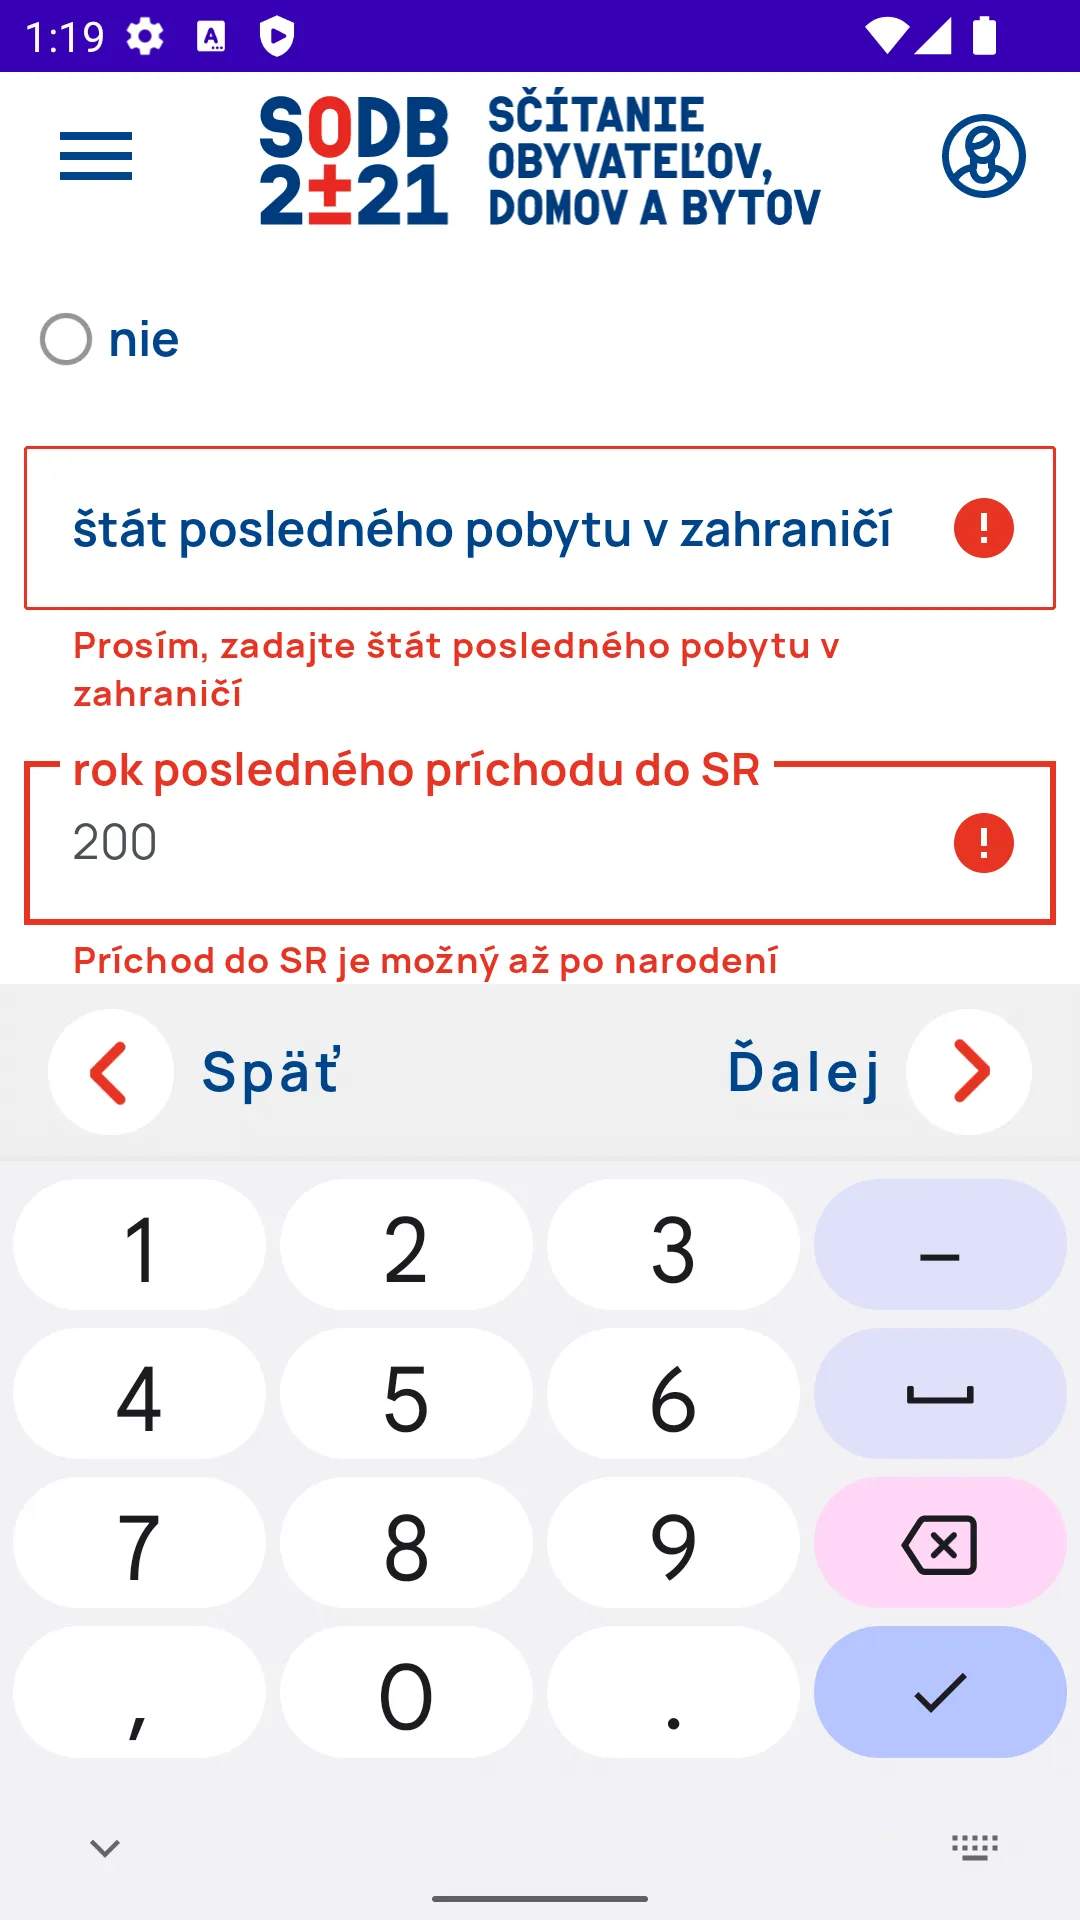 1:19
SODB
2±21
SČÍTANIE
OBYVATEĽOV,
DOMOV A BYTOV
nie
štát posledného pobytu v zahraničí
Prosím, zadajte štát posledného pobytu v
zahraničí
rok posledného príchodu do SR
200
Príchod do SR je možný až po narodení
Späť
Ďalej
1 2 3 –
4 5 6
7 8 9
, 0 .